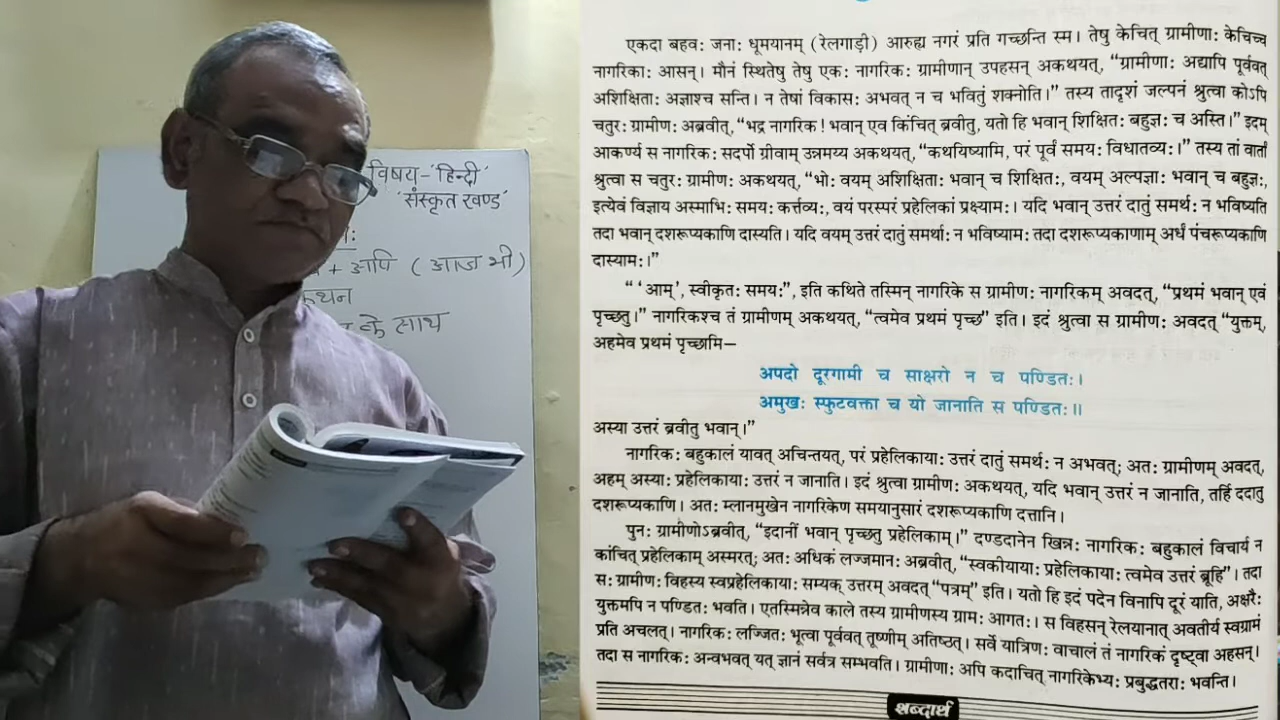 विषय-'हिन्दी'
'संस्कृत खण्ड'
+ अपि ( आज भी )
कथन
के साथ
एकदा बहवः जनाः धूमयानम् (रेलगाड़ी) आरुह्य नगरं प्रति गच्छन्ति स्म। तेषु केचित् ग्रामीणाः केचिच्च
नागरिकाः आसन्। मौनं स्थितेषु तेषु एकः नागरिकः ग्रामीणान् उपहसन् अकथयत्, “ग्रामीणाः अद्यापि पूर्ववत्
अशिक्षिताः अज्ञाश्च सन्ति। न तेषां विकासः अभवत् न च भवितुं शक्नोति।” तस्य तादृशं जल्पनं श्रुत्वा कोऽपि
चतुरः ग्रामीणः अब्रवीत्, “भद्र नागरिक ! भवान् एव किंचित् ब्रवीतु, यतो हि भवान् शिक्षितः बहुज्ञः च अस्ति।” इदम्
आकर्ण्य स नागरिकः सदर्पो ग्रीवाम् उन्नमय्य अकथयत्, “कथयिष्यामि, परं पूर्वं समयः विधातव्यः।” तस्य तां वार्तां
श्रुत्वा स चतुरः ग्रामीणः अकथयत्, “भोः वयम् अशिक्षिताः भवान् च शिक्षितः, वयम् अल्पज्ञाः भवान् च बहुज्ञः,
इत्येवं विज्ञाय अस्माभिः समयः कर्त्तव्यः, वयं परस्परं प्रहेलिकां प्रक्ष्यामः। यदि भवान् उत्तरं दातुं समर्थः न भविष्यति
तदा भवान् दशरूप्यकाणि दास्यति। यदि वयम् उत्तरं दातुं समर्थाः न भविष्यामः तदा दशरूप्यकाणाम् अर्धं पंचरूप्यकाणि
दास्यामः।”
“ ‘आम्’, स्वीकृतः समयः”, इति कथिते तस्मिन् नागरिके स ग्रामीणः नागरिकम् अवदत्, “प्रथमं भवान् एवं
पृच्छतु।” नागरिकश्च तं ग्रामीणम् अकथयत्, “त्वमेव प्रथमं पृच्छ” इति। इदं श्रुत्वा स ग्रामीणः अवदत् “युक्तम्,
अहमेव प्रथमं पृच्छामि—
अपदो दूरगामी च साक्षरो न च पण्डितः।
अमुखः स्फुटवक्ता च यो जानाति स पण्डितः॥
अस्या उत्तरं ब्रवीतु भवान्।”
नागरिकः बहुकालं यावत् अचिन्तयत्, परं प्रहेलिकायाः उत्तरं दातुं समर्थः न अभवत्; अतः ग्रामीणम् अवदत्,
अहम् अस्याः प्रहेलिकायाः उत्तरं न जानाति। इदं श्रुत्वा ग्रामीणः अकथयत्, यदि भवान् उत्तरं न जानाति, तर्हि ददातु
दशरूप्यकाणि। अतः म्लानमुखेन नागरिकेण समयानुसारं दशरूप्यकाणि दत्तानि।
पुनः ग्रामीणोऽब्रवीत्, “इदानीं भवान् पृच्छतु प्रहेलिकाम्।” दण्डदानेन खिन्नः नागरिकः बहुकालं विचार्य न
कांचित् प्रहेलिकाम् अस्मरत्; अतः अधिकं लज्जमानः अब्रवीत्, “स्वकीयायाः प्रहेलिकायाः त्वमेव उत्तरं ब्रूहि”। तदा
सः ग्रामीणः विहस्य स्वप्रहेलिकायाः सम्यक् उत्तरम् अवदत् “पत्रम्” इति। यतो हि इदं पदेन विनापि दूरं याति, अक्षरैः
युक्तमपि न पण्डितः भवति। एतस्मिन्नेव काले तस्य ग्रामीणस्य ग्रामः आगतः। स विहसन् रेलयानात् अवतीर्य स्वग्रामं
प्रति अचलत्। नागरिकः लज्जितः भूत्वा पूर्ववत् तूष्णीम् अतिष्ठत्। सर्वे यात्रिणः वाचालं तं नागरिकं दृष्ट्वा अहसन्।
तदा स नागरिकः अन्वभवत् यत् ज्ञानं सर्वत्र सम्भवति। ग्रामीणाः अपि कदाचित् नागरिकेभ्यः प्रबुद्धतराः भवन्ति।
शब्दार्थ